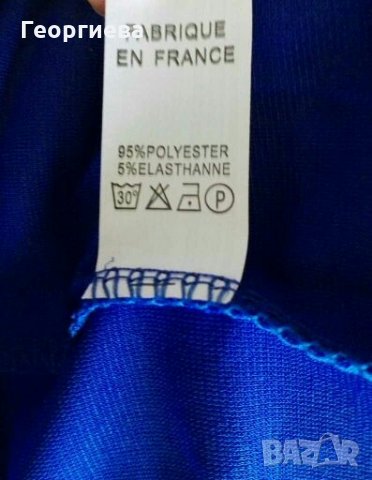 Георгиева
FABRIQUE
EN FRANCE
95%POLYESTER
5%ELASTHANNE
30° P
BAZAR